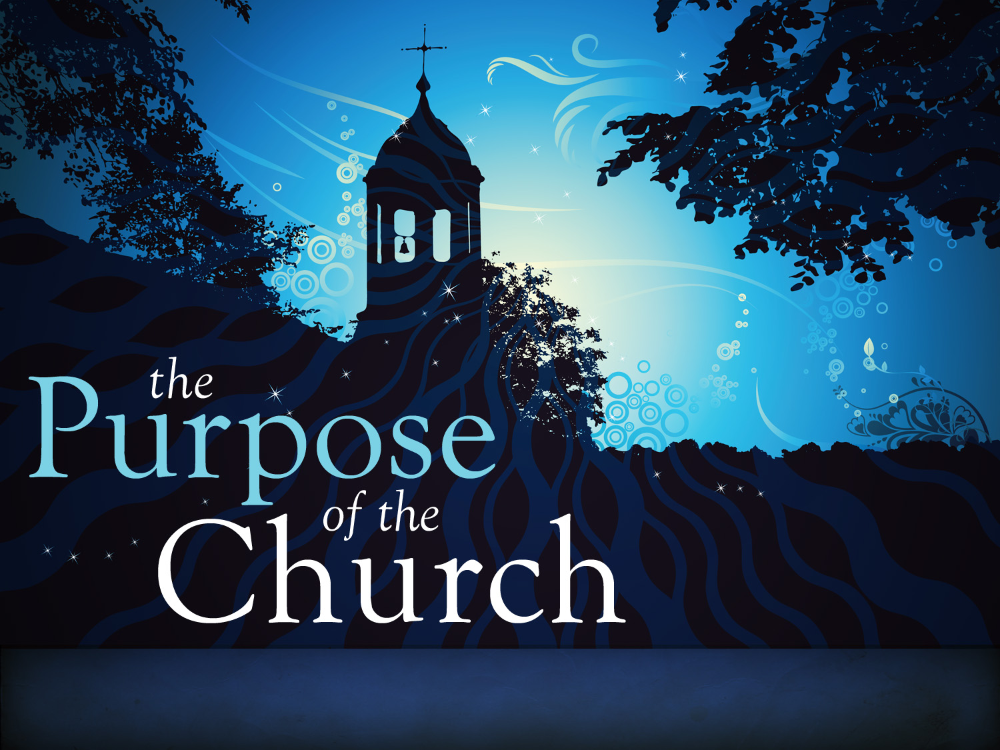 the
Purpose
of the
Church